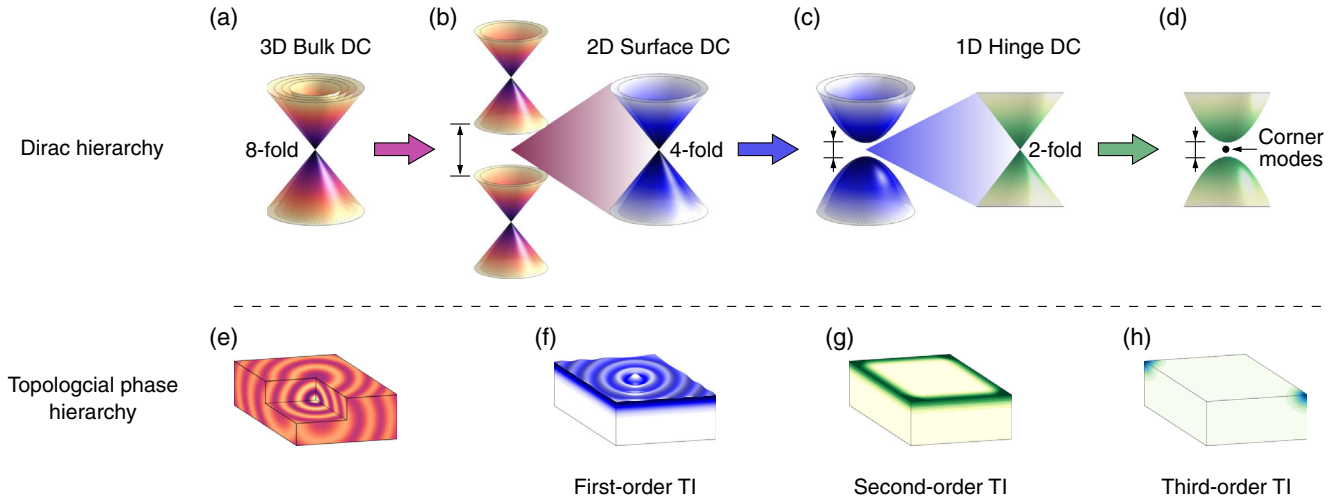 (a)
(b)
(c)
(d)
3D Bulk DC
2D Surface DC
1D Hinge DC
Dirac hierarchy
8-fold
4-fold
2-fold
Corner
modes
(e)
(f)
(g)
(h)
Topologcial phase
hierarchy
First-order TI
Second-order TI
Third-order TI